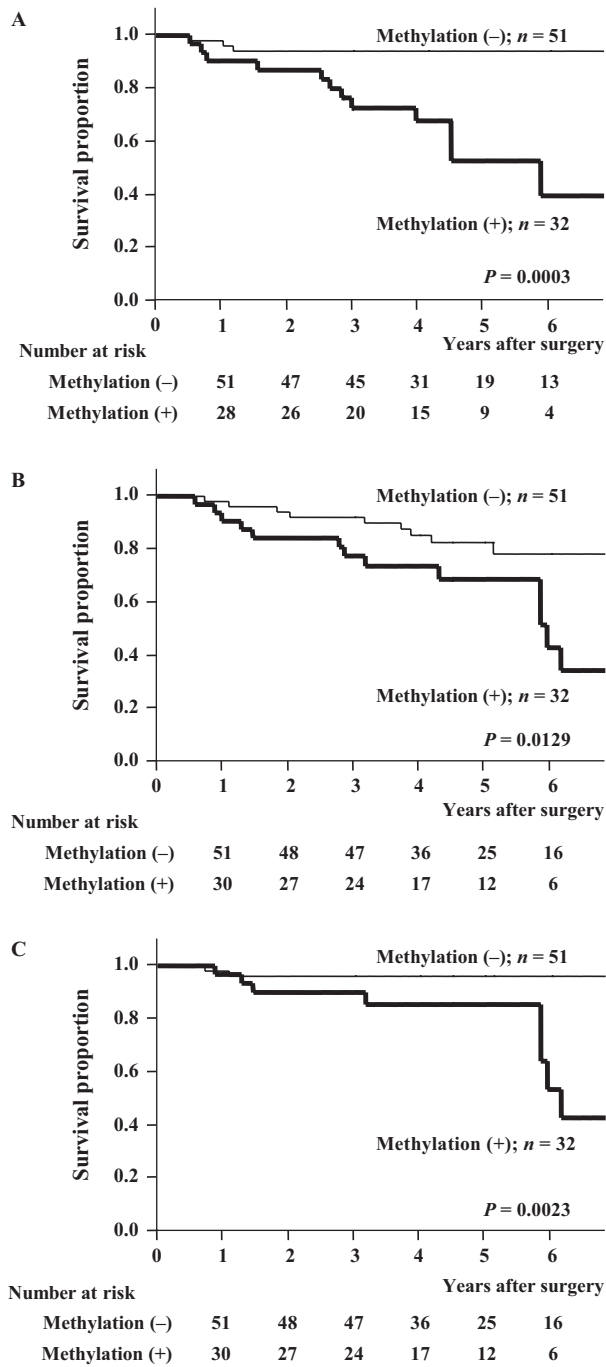 A
1.0
0.8
0.6
0.4
0.2
0.0
Survival proportion
Methylation (–); n = 51
Methylation (+); n = 32
P = 0.0003
0 1 2 3 4 5 6
Years after surgery
Number at risk
Methylation (–) 51 47 45 31 19 13
Methylation (+) 28 26 20 15 9 4
B
1.0
0.8
0.6
0.4
0.2
0.0
Survival proportion
Methylation (–); n = 51
Methylation (+); n = 32
P = 0.0129
0 1 2 3 4 5 6
Years after surgery
Number at risk
Methylation (–) 51 48 47 36 25 16
Methylation (+) 30 27 24 17 12 6
C
1.0
0.8
0.6
0.4
0.2
0.0
Survival proportion
Methylation (–); n = 51
Methylation (+); n = 32
P = 0.0023
0 1 2 3 4 5 6
Years after surgery
Number at risk
Methylation (–) 51 48 47 36 25 16
Methylation (+) 30 27 24 17 12 6